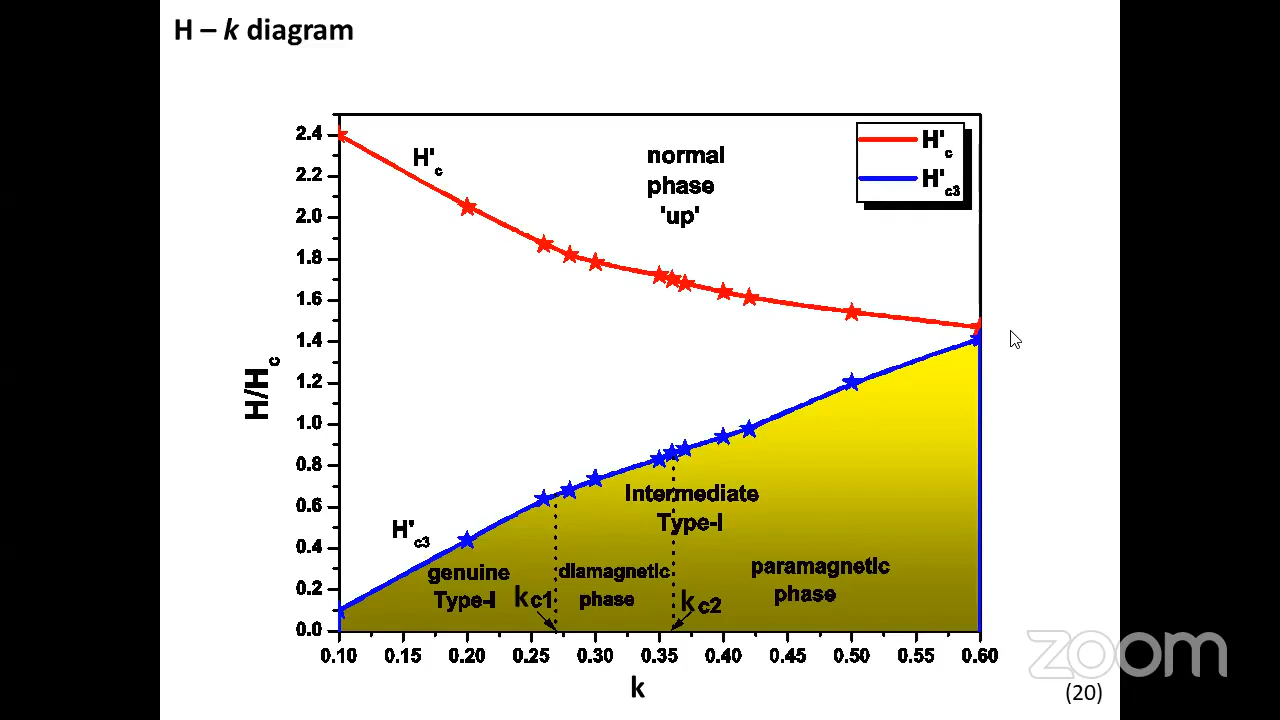 H – k diagram
H'c
H'c3
normal
phase
'up'
H'c
H/Hc
2.4
2.2
2.0
1.8
1.6
1.4
1.2
1.0
0.8
0.6
0.4
0.2
0.0
H'c3
Intermediate
Type-I
genuine
Type-I
kc1
diamagnetic
phase
kc2
paramagnetic
phase
0.10 0.15 0.20 0.25 0.30 0.35 0.40 0.45 0.50 0.55 0.60
k
zoom
(20)